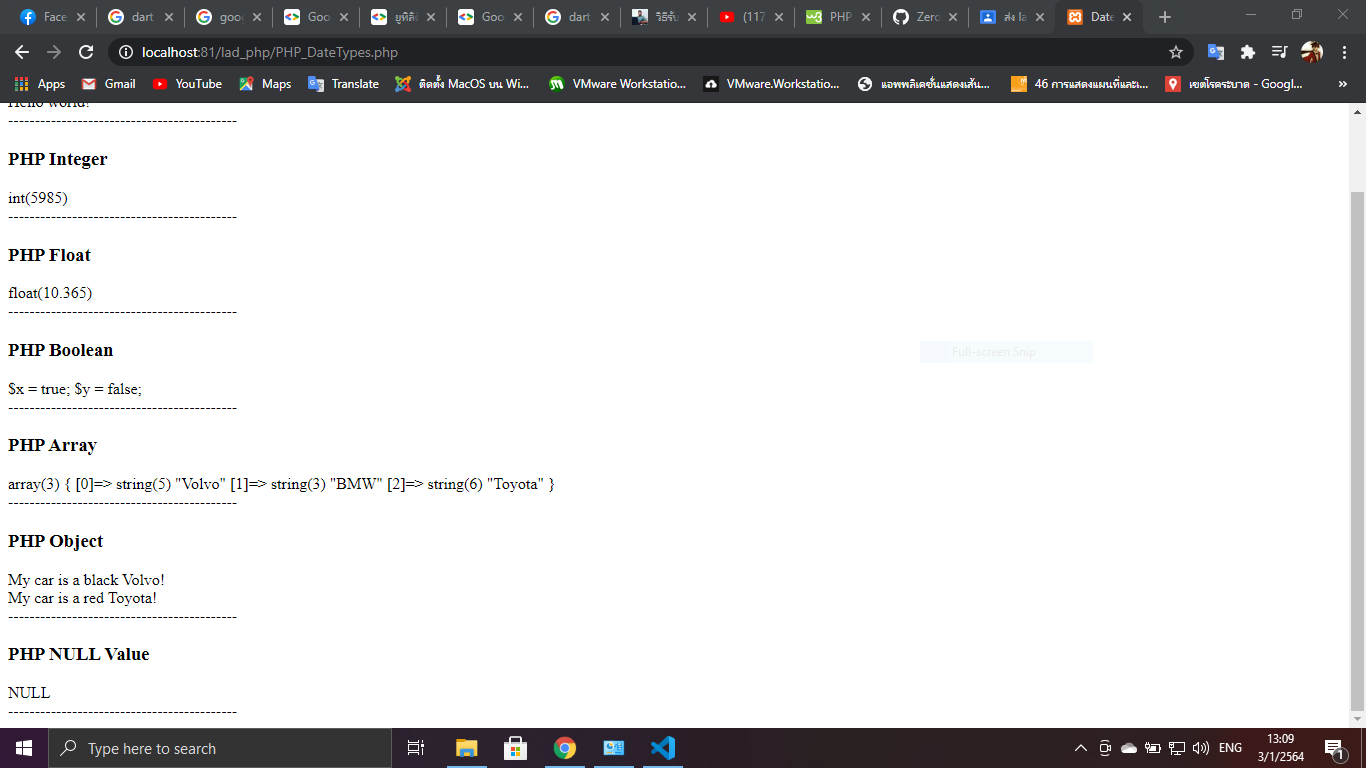 Face
dart
goog
Goo
ยูทิลิต
Goo
dart
วิธีรับ
(117
PHP
Zero
ส่ง la
Date
localhost:81/lad_php/PHP_DateTypes.php
Apps
Gmail
YouTube
Maps
Translate
ติดตั้ง MacOS บน Wi...
VMware Workstatio...
VMware.Workstatio...
แอพพลิเคชั่นแสดงเส้น...
46 การแสดงแผนที่และเ...
เขตโรคระบาด - Googl...
»
Hello world!
-------------------------------------------
PHP Integer
int(5985)
-------------------------------------------
PHP Float
float(10.365)
-------------------------------------------
PHP Boolean
Full-screen Snip
$x = true; $y = false;
-------------------------------------------
PHP Array
array(3) { [0]=> string(5) "Volvo" [1]=> string(3) "BMW" [2]=> string(6) "Toyota" }
-------------------------------------------
PHP Object
My car is a black Volvo!
My car is a red Toyota!
-------------------------------------------
PHP NULL Value
NULL
-------------------------------------------
Type here to search
ENG
13:09
3/1/2564
1